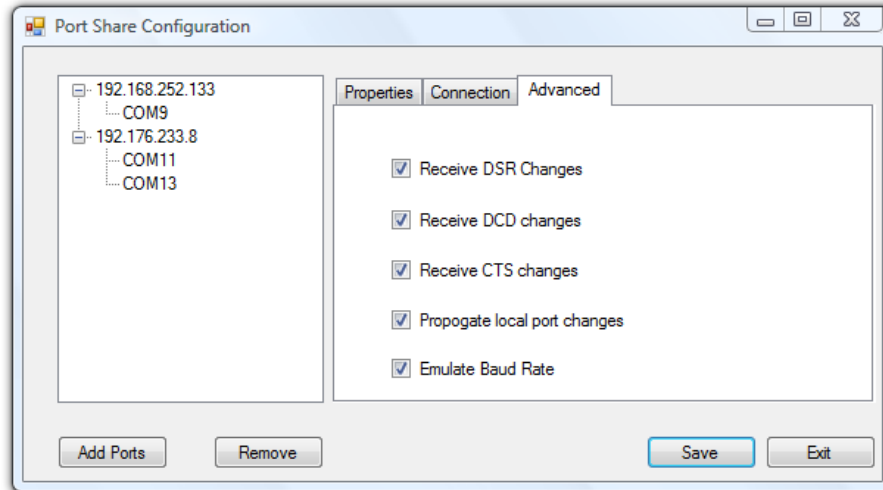 Port Share Configuration
192.168.252.133
COM9
192.176.233.8
COM11
COM13
Properties Connection Advanced
Receive DSR Changes
Receive DCD changes
Receive CTS changes
Propogate local port changes
Emulate Baud Rate
Add Ports Remove Save Exit